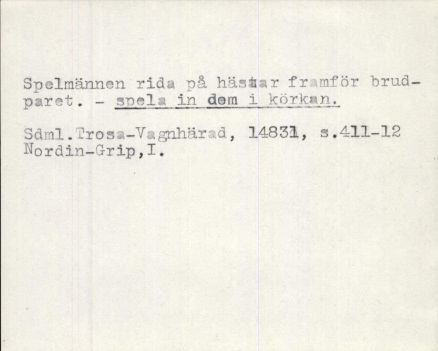 Spelmännen rida på hästar framför brud-
paret. - spela in dem i körkan.
Sdml.Trosa-Vagnhärad, 14831, s.411-12
Nordin-Grip,I.